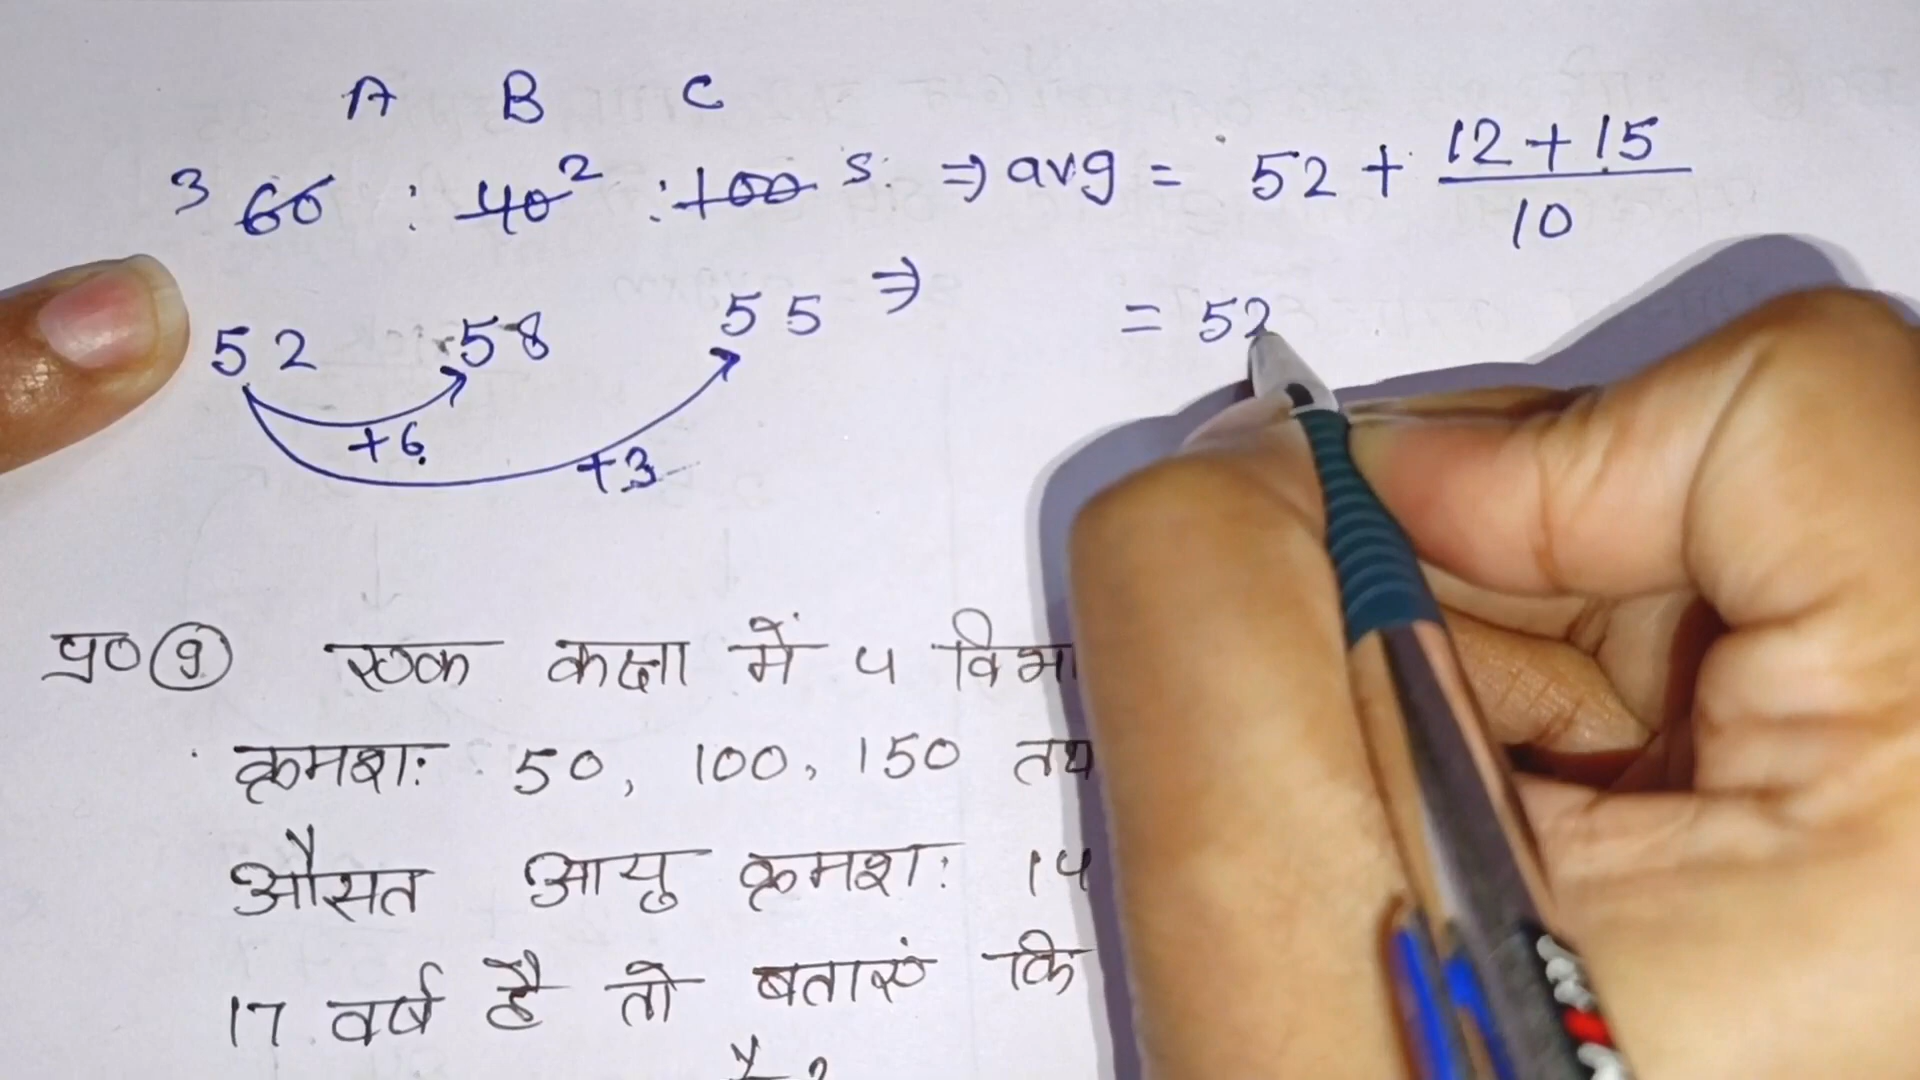 A B C
3 60 : 40 2 : 100 5 ⇒ avg = 52 + 12 + 15 / 10
52 58 55 ⇒ = 52
+6 +3
प्र० 9 एक कक्षा में 4
क्रमशः 50, 100, 150
औसत आयु क्रमशः 14
17 वर्ष है तो बताएं कि